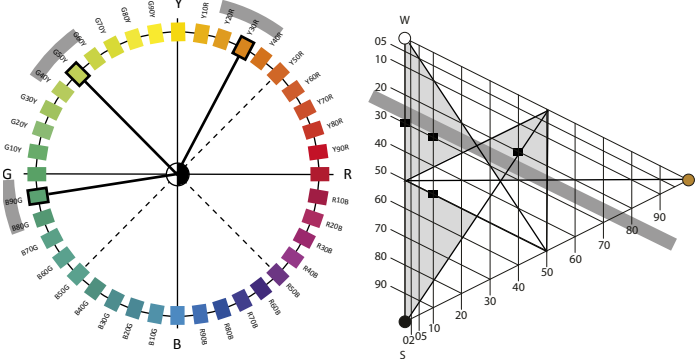 Y
Y10R
Y20R
Y30R
Y40R
Y50R
Y60R
Y70R
Y80R
Y90R
R
R10B
R20B
R30B
R40B
R50B
R60B
R70B
R80B
R90B
B
B10G
B20G
B30G
B40G
B50G
B60G
B70G
B80G
B90G
G
G10Y
G20Y
G30Y
G40Y
G50Y
G60Y
G70Y
G80Y
G90Y
W
05
10
20
30
40
50
60
70
80
90
S
02
05
10
20
30
40
50
60
70
80
90